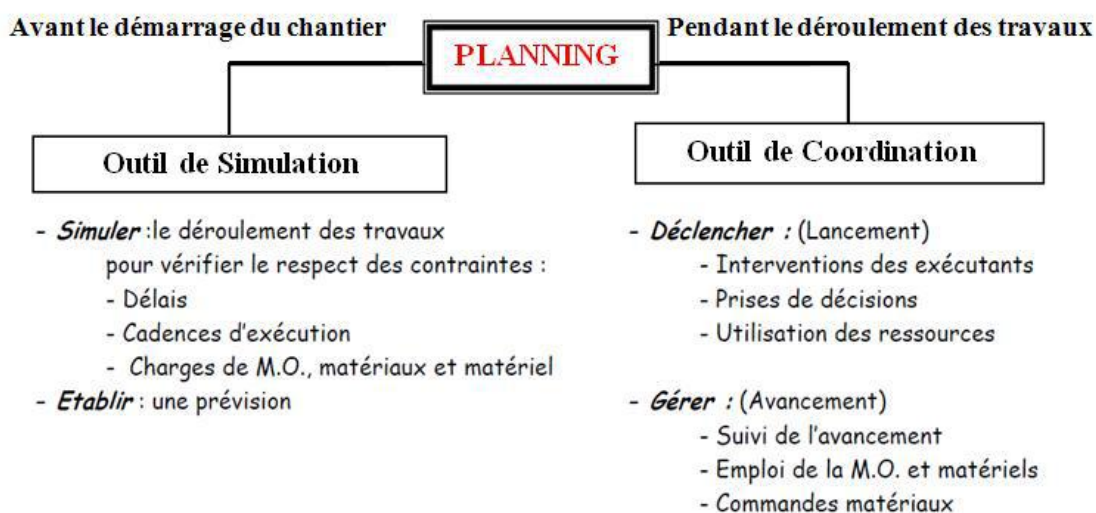 Avant le démarrage du chantier
PLANNING
Pendant le déroulement des travaux
Outil de Simulation
- Simuler :le déroulement des travaux
pour vérifier le respect des contraintes :
- Délais
- Cadences d'exécution
- Charges de M.O., matériaux et matériel
- Etablir : une prévision
Outil de Coordination
- Déclencher : (Lancement)
- Interventions des exécutants
- Prises de décisions
- Utilisation des ressources
- Gérer : (Avancement)
- Suivi de l'avancement
- Emploi de la M.O. et matériels
- Commandes matériaux